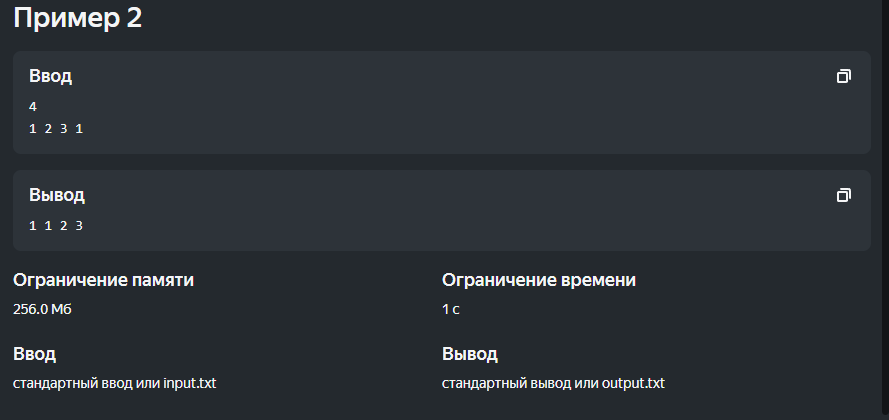 Пример 2
Ввод
4
1 2 3 1
Вывод
1 1 2 3
Ограничение памяти
256.0 Мб
Ограничение времени
1 с
Ввод
стандартный ввод или input.txt
Вывод
стандартный вывод или output.txt